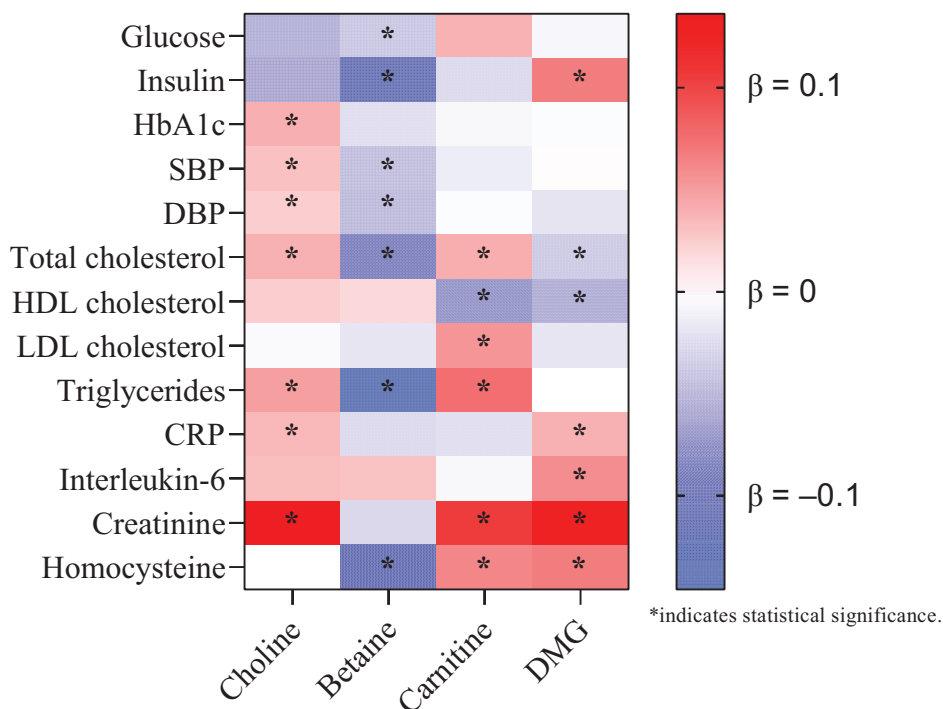 Glucose *
Insulin * *
HbA1c *
SBP * *
DBP * *
Total cholesterol * * * *
HDL cholesterol * *
LDL cholesterol *
Triglycerides * * *
CRP * *
Interleukin-6 *
Creatinine * * *
Homocysteine * * *
Choline
Betaine
Carnitine
DMG
β = 0.1
β = 0
β = –0.1
*indicates statistical significance.